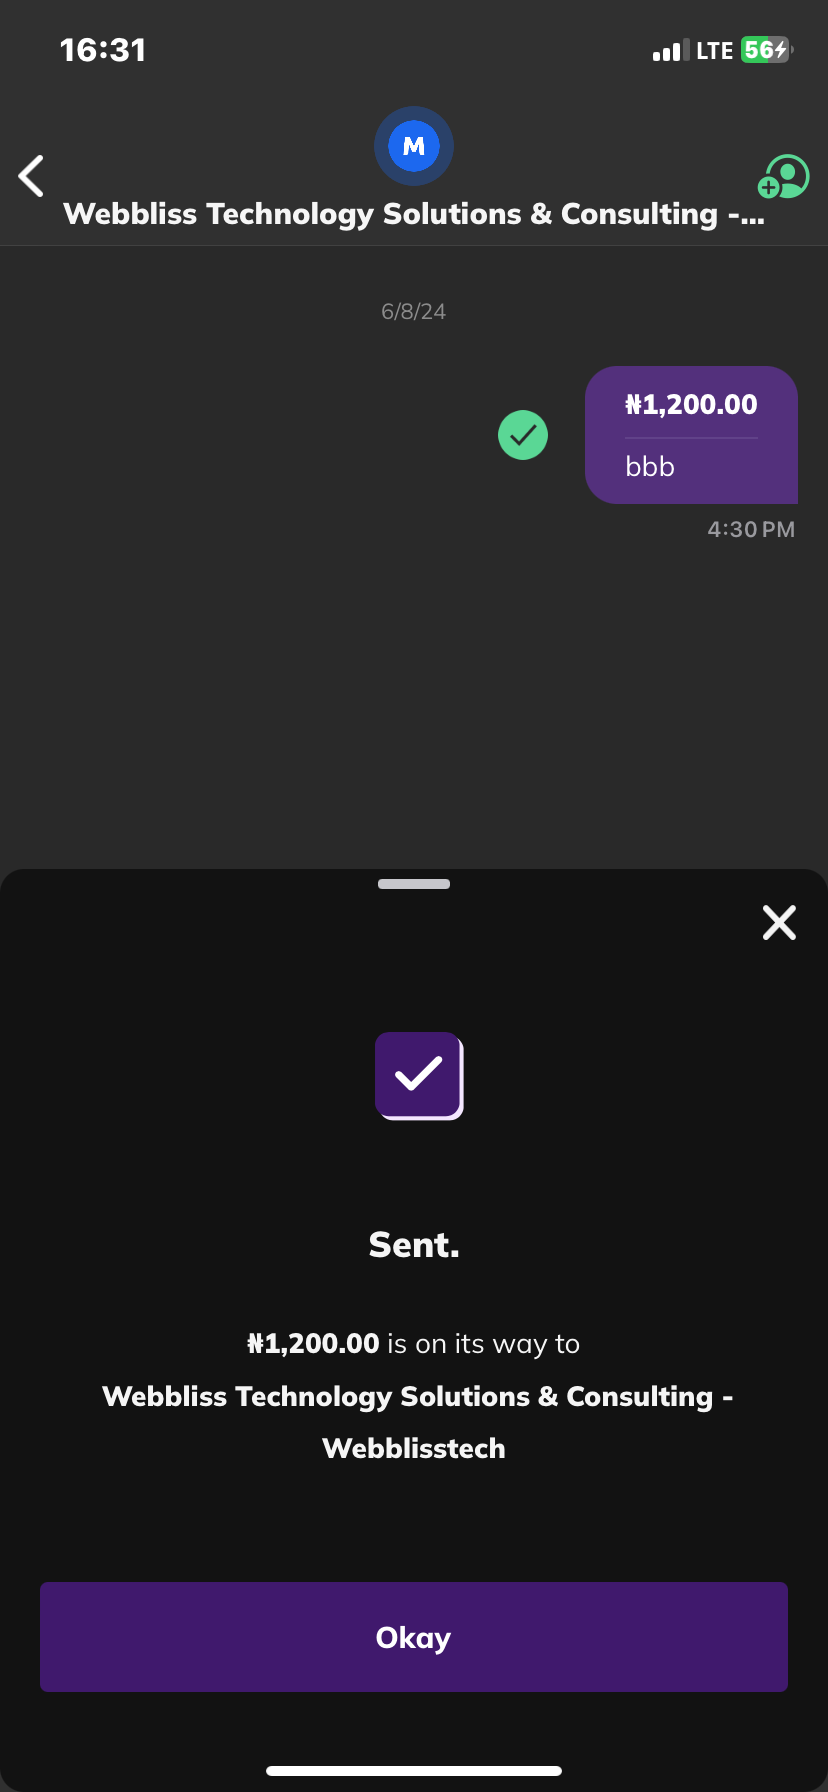 16:31
LTE 56
M
Webbliss Technology Solutions & Consulting -...
6/8/24
₦1,200.00
bbb
4:30 PM
Sent.
₦1,200.00 is on its way to
Webbliss Technology Solutions & Consulting -
Webblisstech
Okay